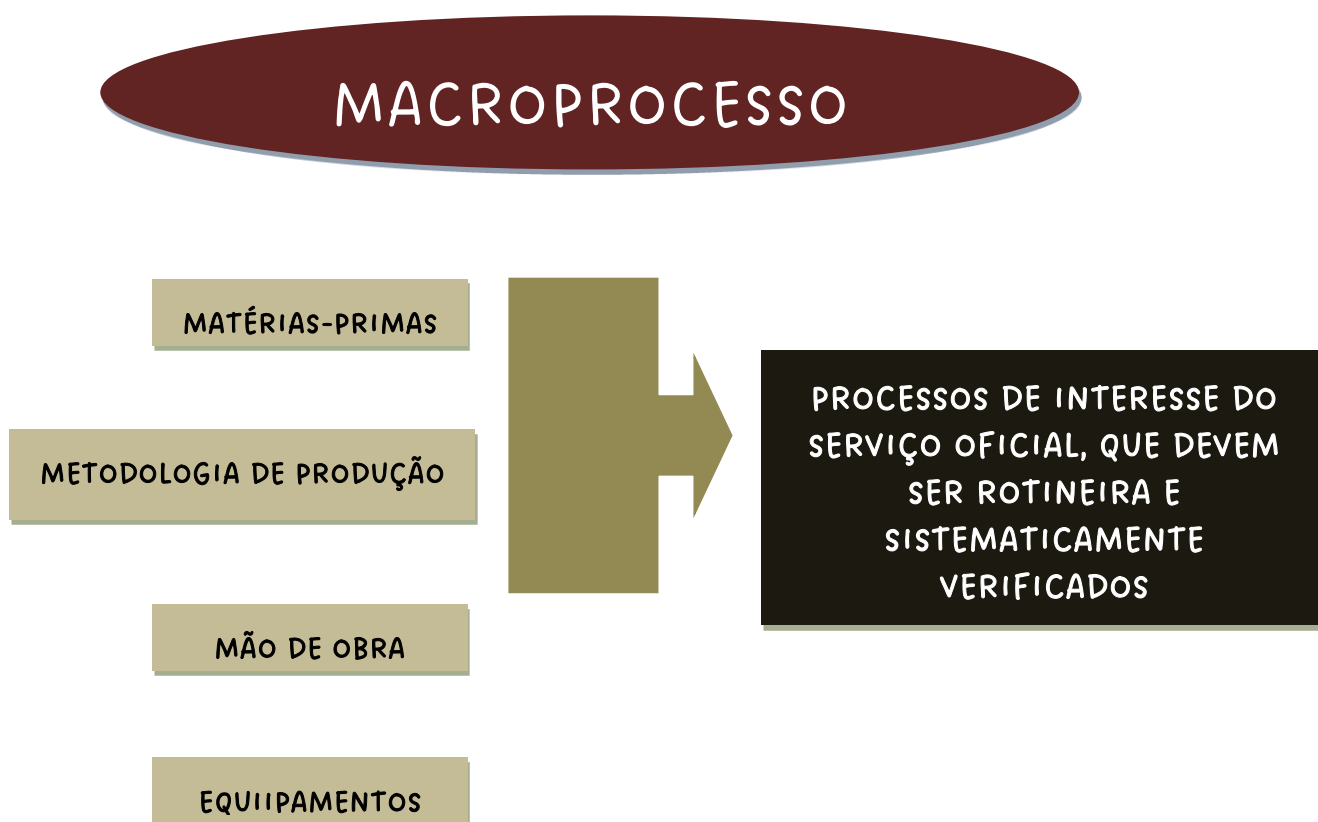 MACROPROCESSO
MATÉRIAS-PRIMAS
METODOLOGIA DE PRODUÇÃO
MÃO DE OBRA
EQUIIPAMENTOS
PROCESSOS DE INTERESSE DO
SERVIÇO OFICIAL, QUE DEVEM
SER ROTINEIRA E
SISTEMATICAMENTE
VERIFICADOS